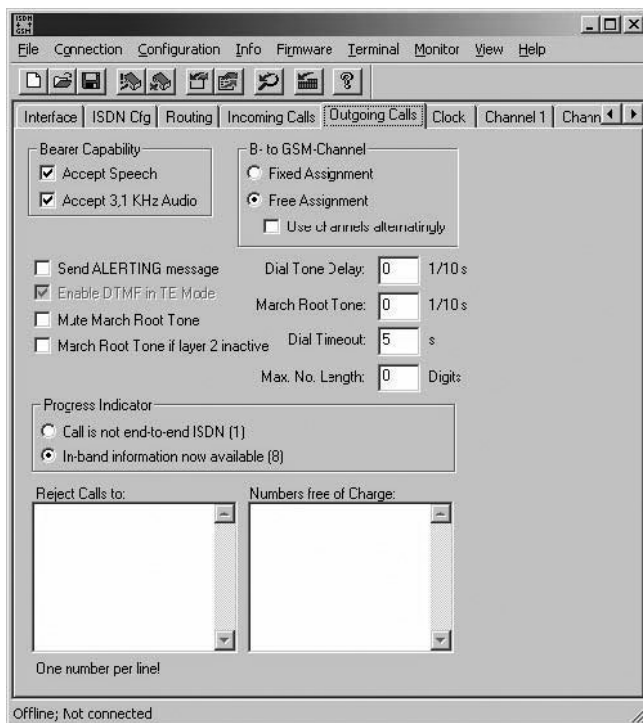 ISDN
GSM
File Connection Configuration Info Firmware Terminal Monitor View Help
Interface ISDN Cfg Routing Incoming Calls Outgoing Calls Clock Channel 1 Chann
Bearer Capability
Accept Speech
Accept 3,1 KHz Audio
B- to GSM-Channel
Fixed Assignment
Free Assignment
Use channels alternatingly
Send ALERTING message
Enable DTMF in TE Mode
Mute March Root Tone
March Root Tone if layer 2 inactive
Dial Tone Delay: 0 1/10 s
March Root Tone: 0 1/10 s
Dial Timeout: 5 s
Max. No. Length: 0 Digits
Progress Indicator
Call is not end-to-end ISDN (1)
In-band information now available (8)
Reject Calls to: Numbers free of Charge:
One number per line!
Offline; Not connected